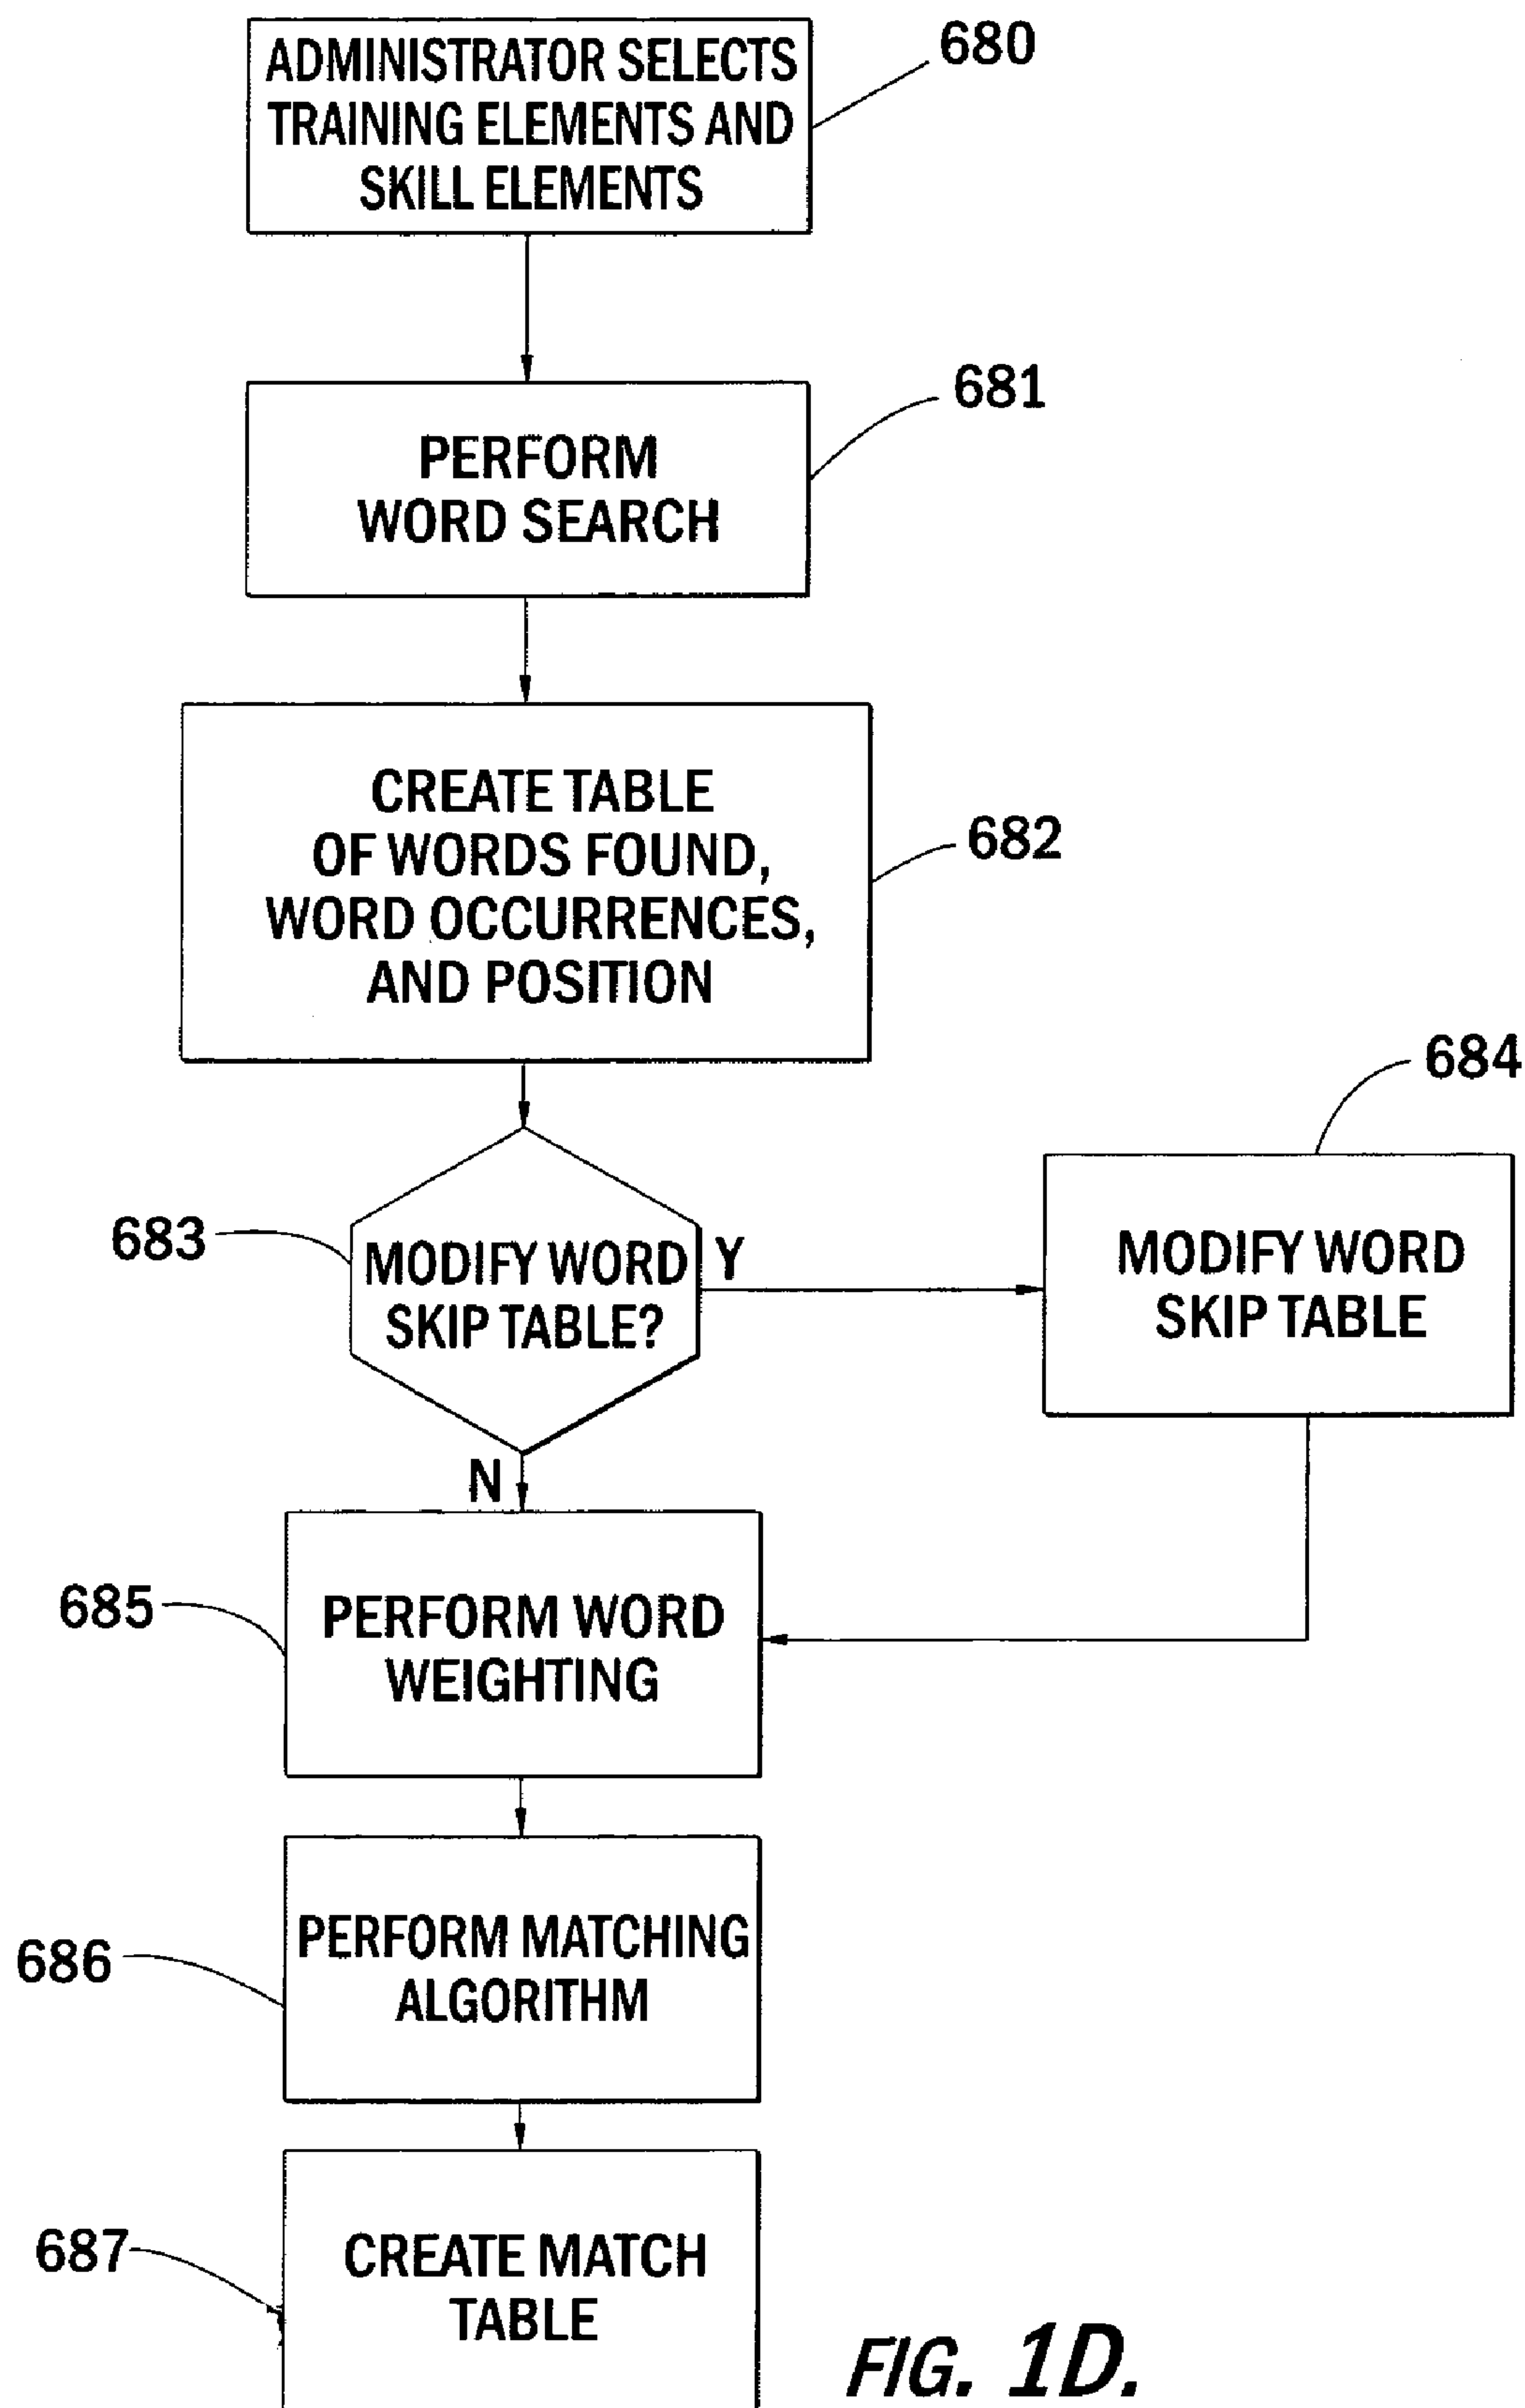 ADMINISTRATOR SELECTS
TRAINING ELEMENTS AND
SKILL ELEMENTS
680
PERFORM
WORD SEARCH
681
CREATE TABLE
OF WORDS FOUND,
WORD OCCURRENCES,
AND POSITION
682
683
MODIFY WORD
SKIP TABLE?
Y
N
684
MODIFY WORD
SKIP TABLE
685
PERFORM WORD
WEIGHTING
686
PERFORM MATCHING
ALGORITHM
687
CREATE MATCH
TABLE
FIG. 1D.